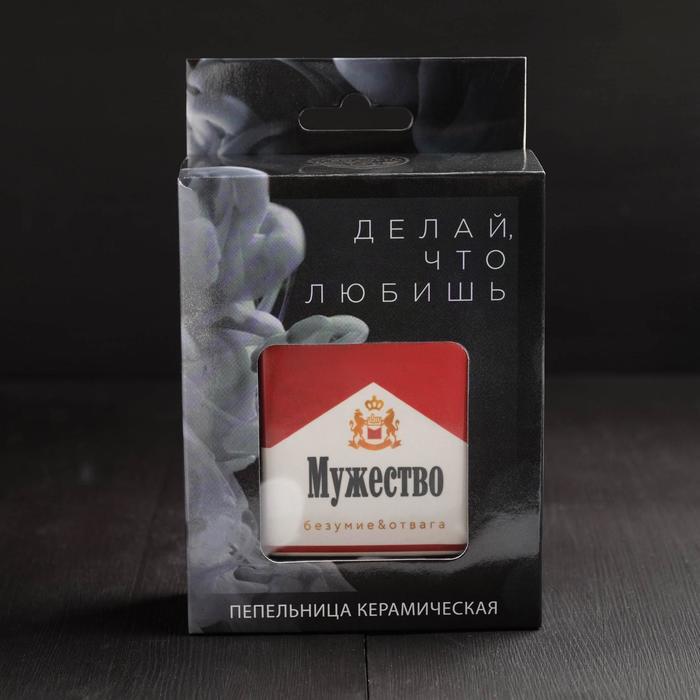 ДЕЛАЙ,
ЧТО
ЛЮБИШЬ
Мужество
безумие&отвага
ПЕПЕЛЬНИЦА КЕРАМИЧЕСКАЯ